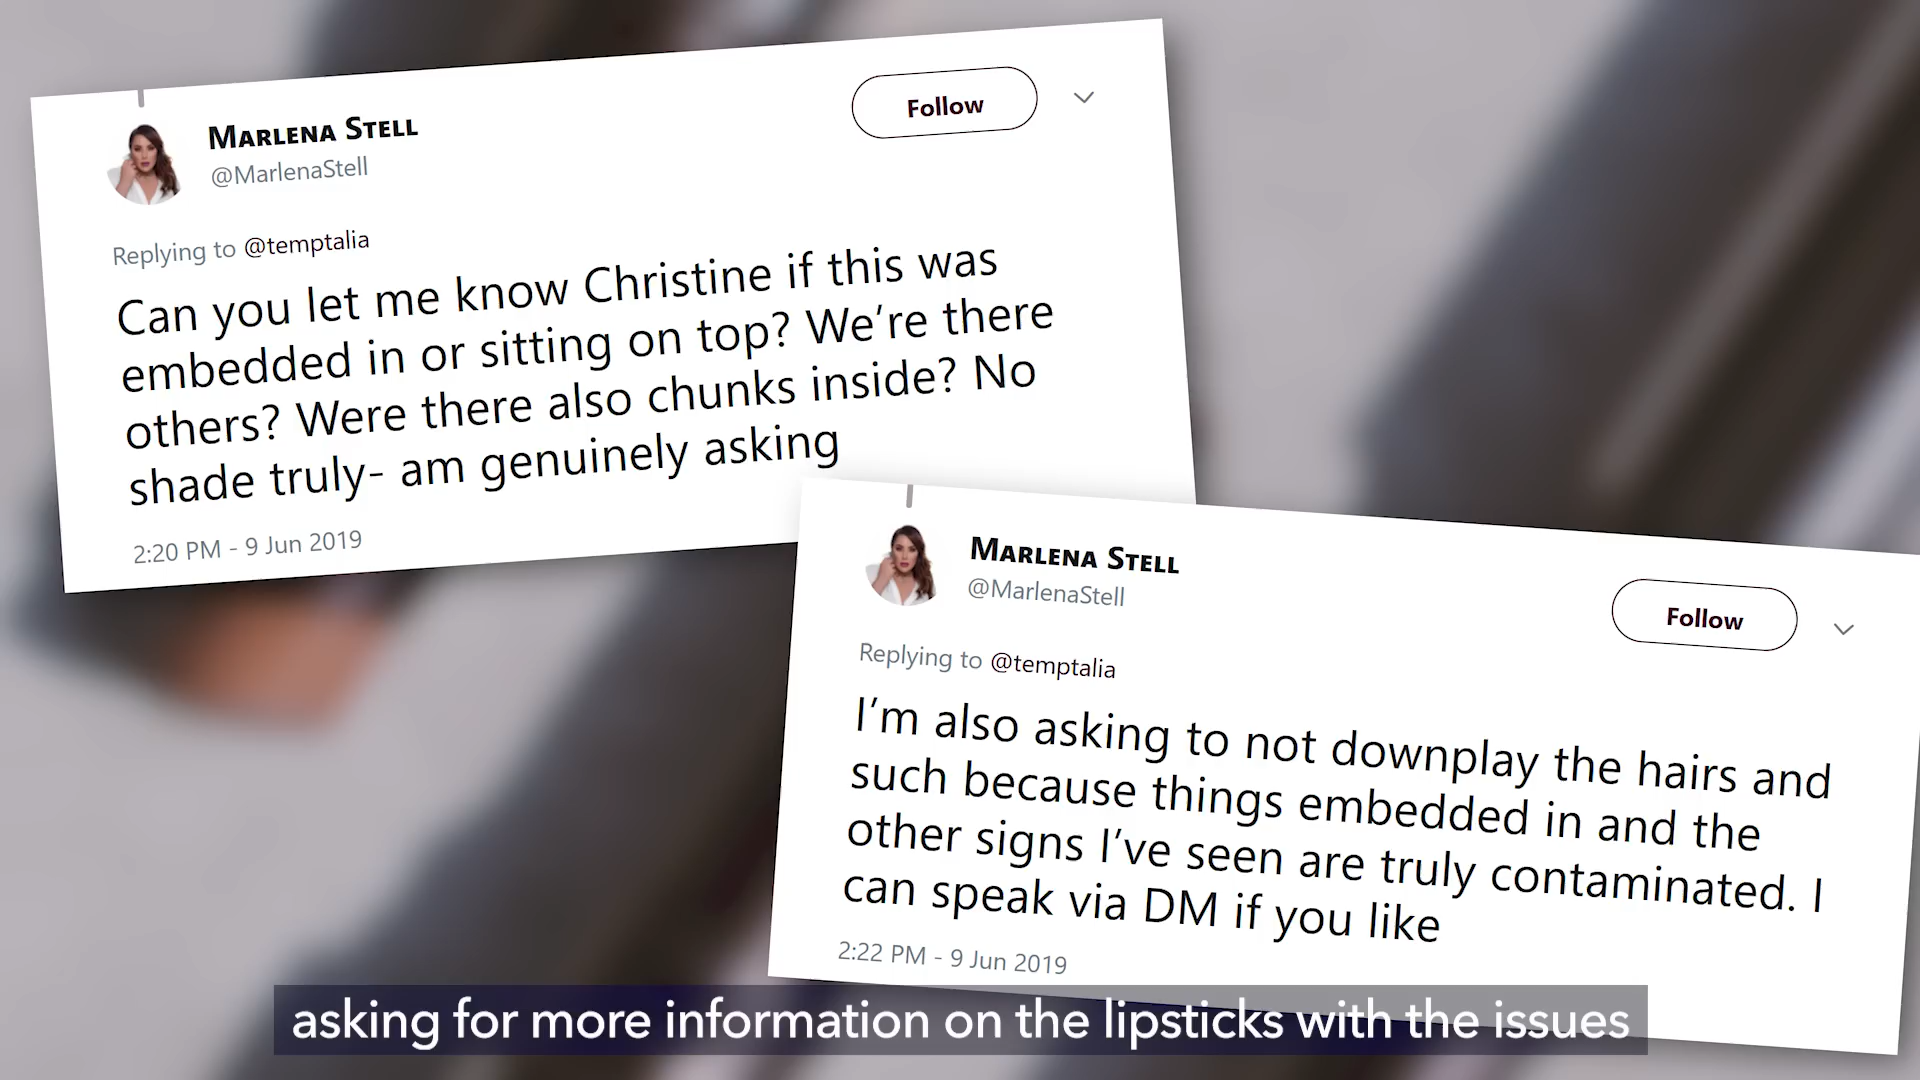 MARLENA STELL
@MarlenaStell
Follow
Replying to @temptalia
Can you let me know Christine if this was
embedded in or sitting on top? We’re there
others? Were there also chunks inside? No
shade truly- am genuinely asking
2:20 PM - 9 Jun 2019
MARLENA STELL
@MarlenaStell
Follow
Replying to @temptalia
I’m also asking to not downplay the hairs and
such because things embedded in and the
other signs I’ve seen are truly contaminated. I
can speak via DM if you like
2:22 PM - 9 Jun 2019
asking for more information on the lipsticks with the issues